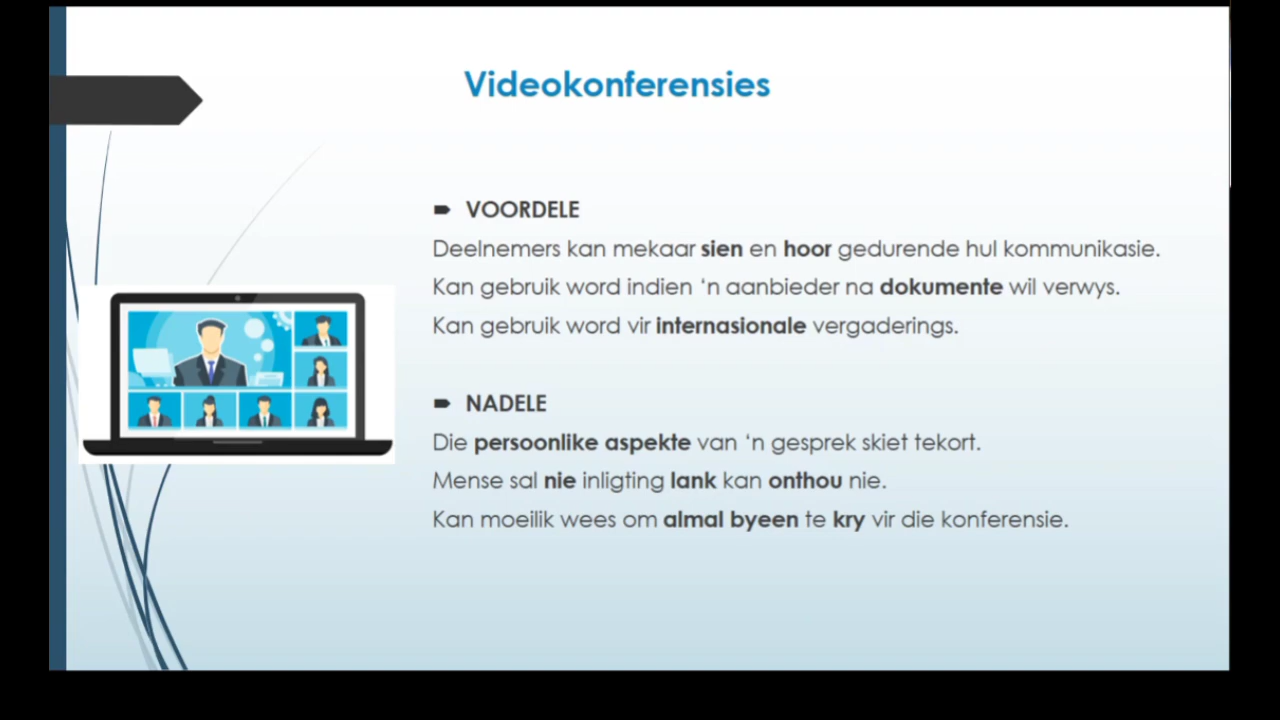 Videokonferensies
VOORDELE
Deelnemers kan mekaar sien en hoor gedurende hul kommunikasie.
Kan gebruik word indien ‘n aanbieder na dokumente wil verwys.
Kan gebruik word vir internasionale vergaderings.
NADELE
Die persoonlike aspekte van ‘n gesprek skiet tekort.
Mense sal nie inligting lank kan onthou nie.
Kan moeilik wees om almal byeen te kry vir die konferensie.